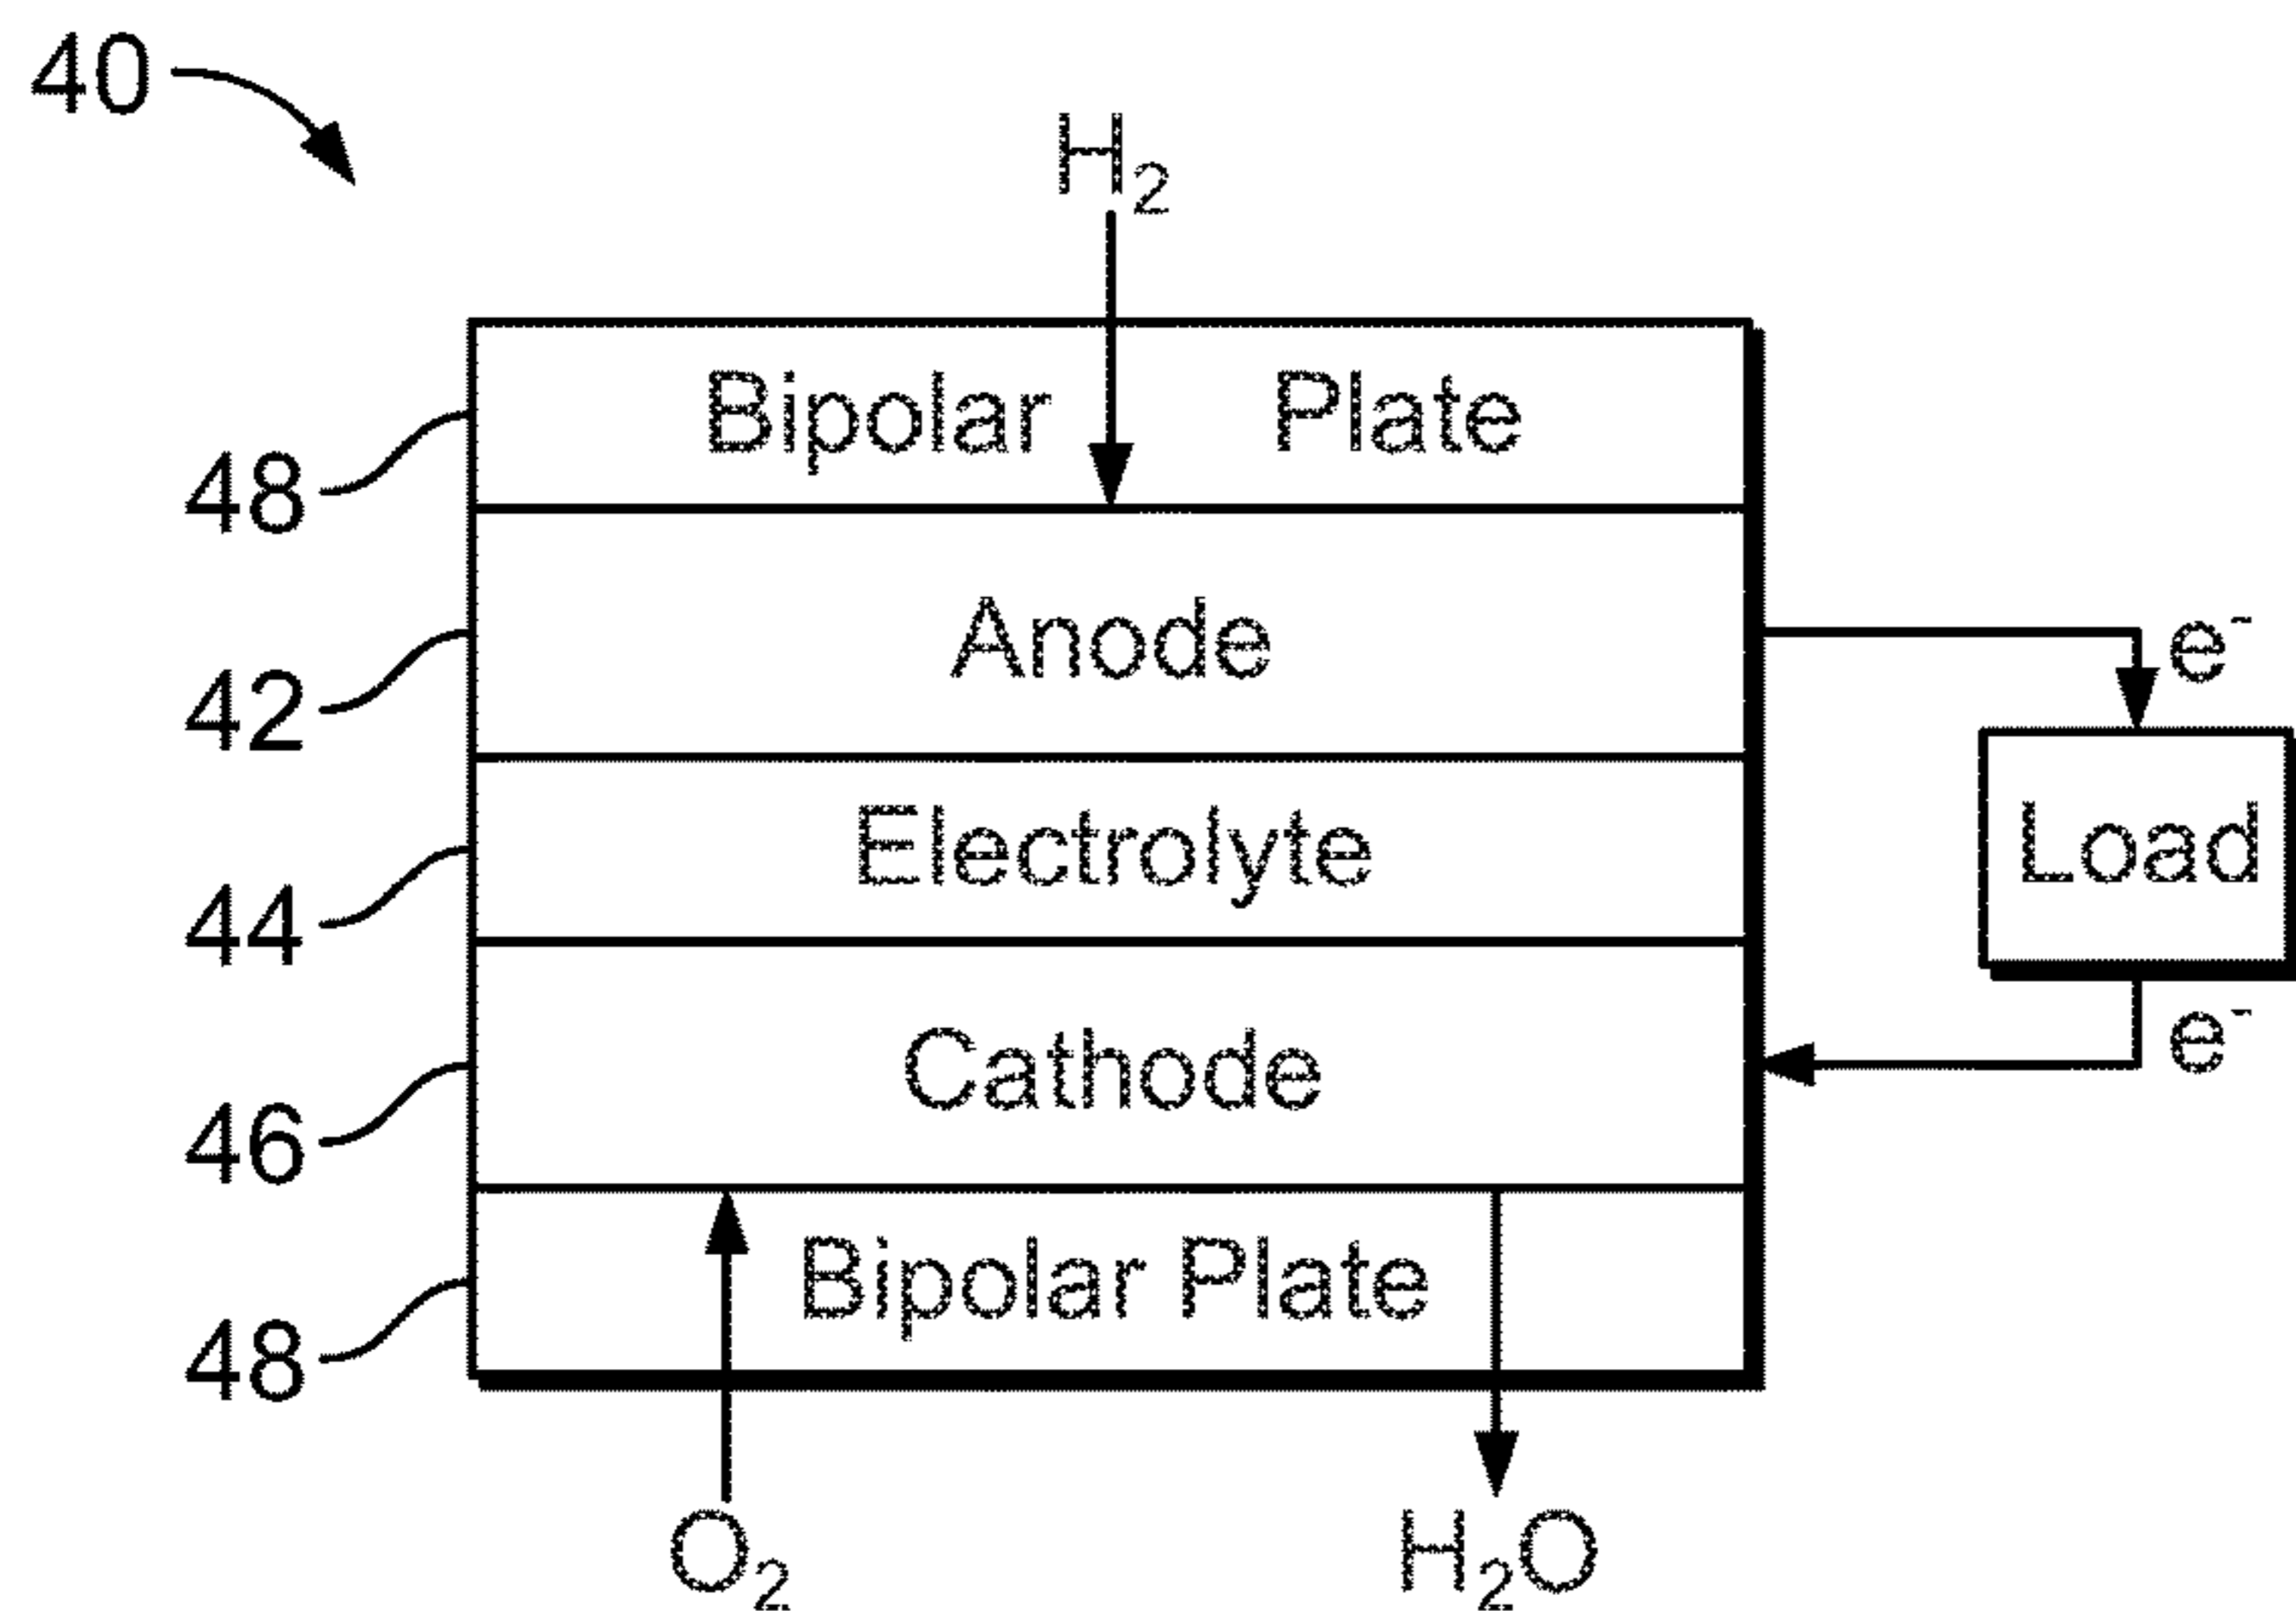 40
H₂
48 Bipolar Plate
42 Anode
e⁻
44 Electrolyte
Load
46 Cathode
e⁻
48 Bipolar Plate
O₂ H₂O